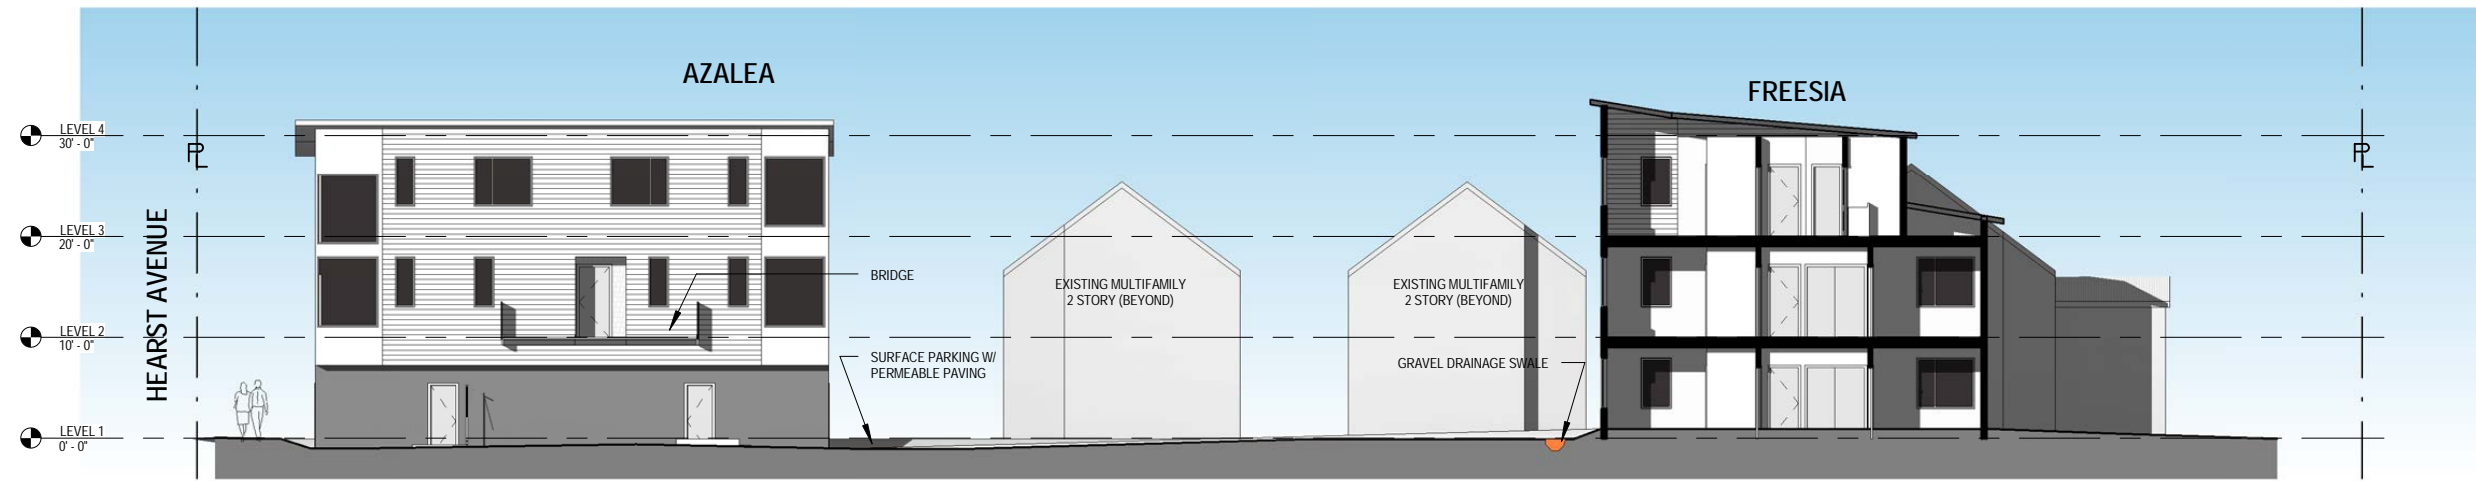 AZALEA
FREESIA
LEVEL 4
30' - 0"
PL
PL
LEVEL 3
20' - 0"
HEARST AVENUE
BRIDGE
EXISTING MULTIFAMILY
2 STORY (BEYOND)
EXISTING MULTIFAMILY
2 STORY (BEYOND)
LEVEL 2
10' - 0"
SURFACE PARKING W/
PERMEABLE PAVING
GRAVEL DRAINAGE SWALE
LEVEL 1
0' - 0"